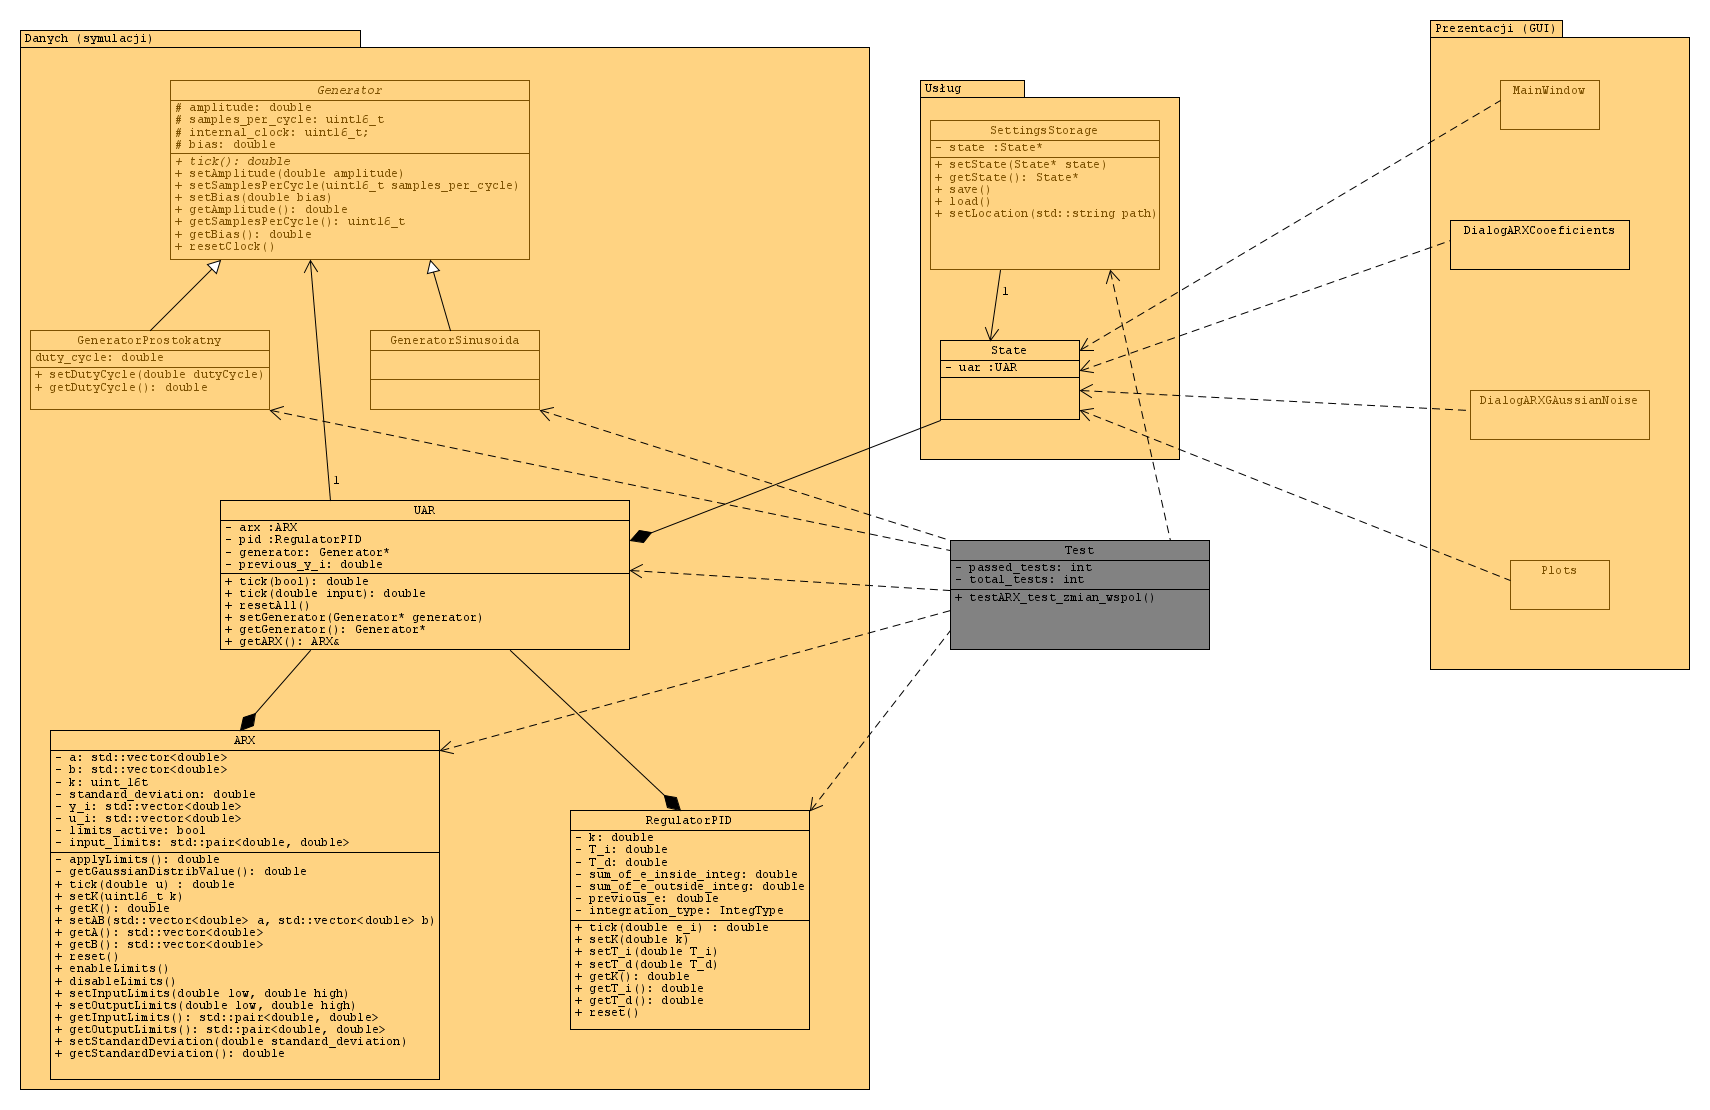 Danych (symulacji)
Generator
# amplitude: double
# samples_per_cycle: uint16_t
# internal_clock: uint16_t;
# bias: double
+ tick(): double
+ setAmplitude(double amplitude)
+ setSamplesPerCycle(uint16_t samples_per_cycle)
+ setBias(double bias)
+ getAmplitude(): double
+ getSamplesPerCycle(): uint16_t
+ getBias(): double
+ resetClock()
GeneratorProstokatny
duty_cycle: double
+ setDutyCycle(double dutyCycle)
+ getDutyCycle(): double
GeneratorSinusoida
1
UAR
- arx :ARX
- pid :RegulatorPID
- generator: Generator*
- previous_y_i: double
+ tick(bool): double
+ tick(double input): double
+ resetAll()
+ setGenerator(Generator* generator)
+ getGenerator(): Generator*
+ getARX(): ARX&
ARX
- a: std::vector<double>
- b: std::vector<double>
- k: uint_16t
- standard_deviation: double
- y_i: std::vector<double>
- u_i: std::vector<double>
- limits_active: bool
- input_limits: std::pair<double, double>
- applyLimits(): double
- getGaussianDistribValue(): double
+ tick(double u) : double
+ setK(uint16_t k)
+ getK(): double
+ setAB(std::vector<double> a, std::vector<double> b)
+ getA(): std::vector<double>
+ getB(): std::vector<double>
+ reset()
+ enableLimits()
+ disableLimits()
+ setInputLimits(double low, double high)
+ setOutputLimits(double low, double high)
+ getInputLimits(): std::pair<double, double>
+ getOutputLimits(): std::pair<double, double>
+ setStandardDeviation(double standard_deviation)
+ getStandardDeviation(): double
RegulatorPID
- k: double
- T_i: double
- T_d: double
- sum_of_e_inside_integ: double
- sum_of_e_outside_integ: double
- previous_e: double
- integration_type: IntegType
+ tick(double e_i) : double
+ setK(double k)
+ setT_i(double T_i)
+ setT_d(double T_d)
+ getK(): double
+ getT_i(): double
+ getT_d(): double
+ reset()
Usług
SettingsStorage
- state :State*
+ setState(State* state)
+ getState(): State*
+ save()
+ load()
+ setLocation(std::string path)
1
State
- uar :UAR
Test
- passed_tests: int
- total_tests: int
+ testARX_test_zmian_wspol()
Prezentacji (GUI)
MainWindow
DialogARXCooeficients
DialogARXGAussianNoise
Plots